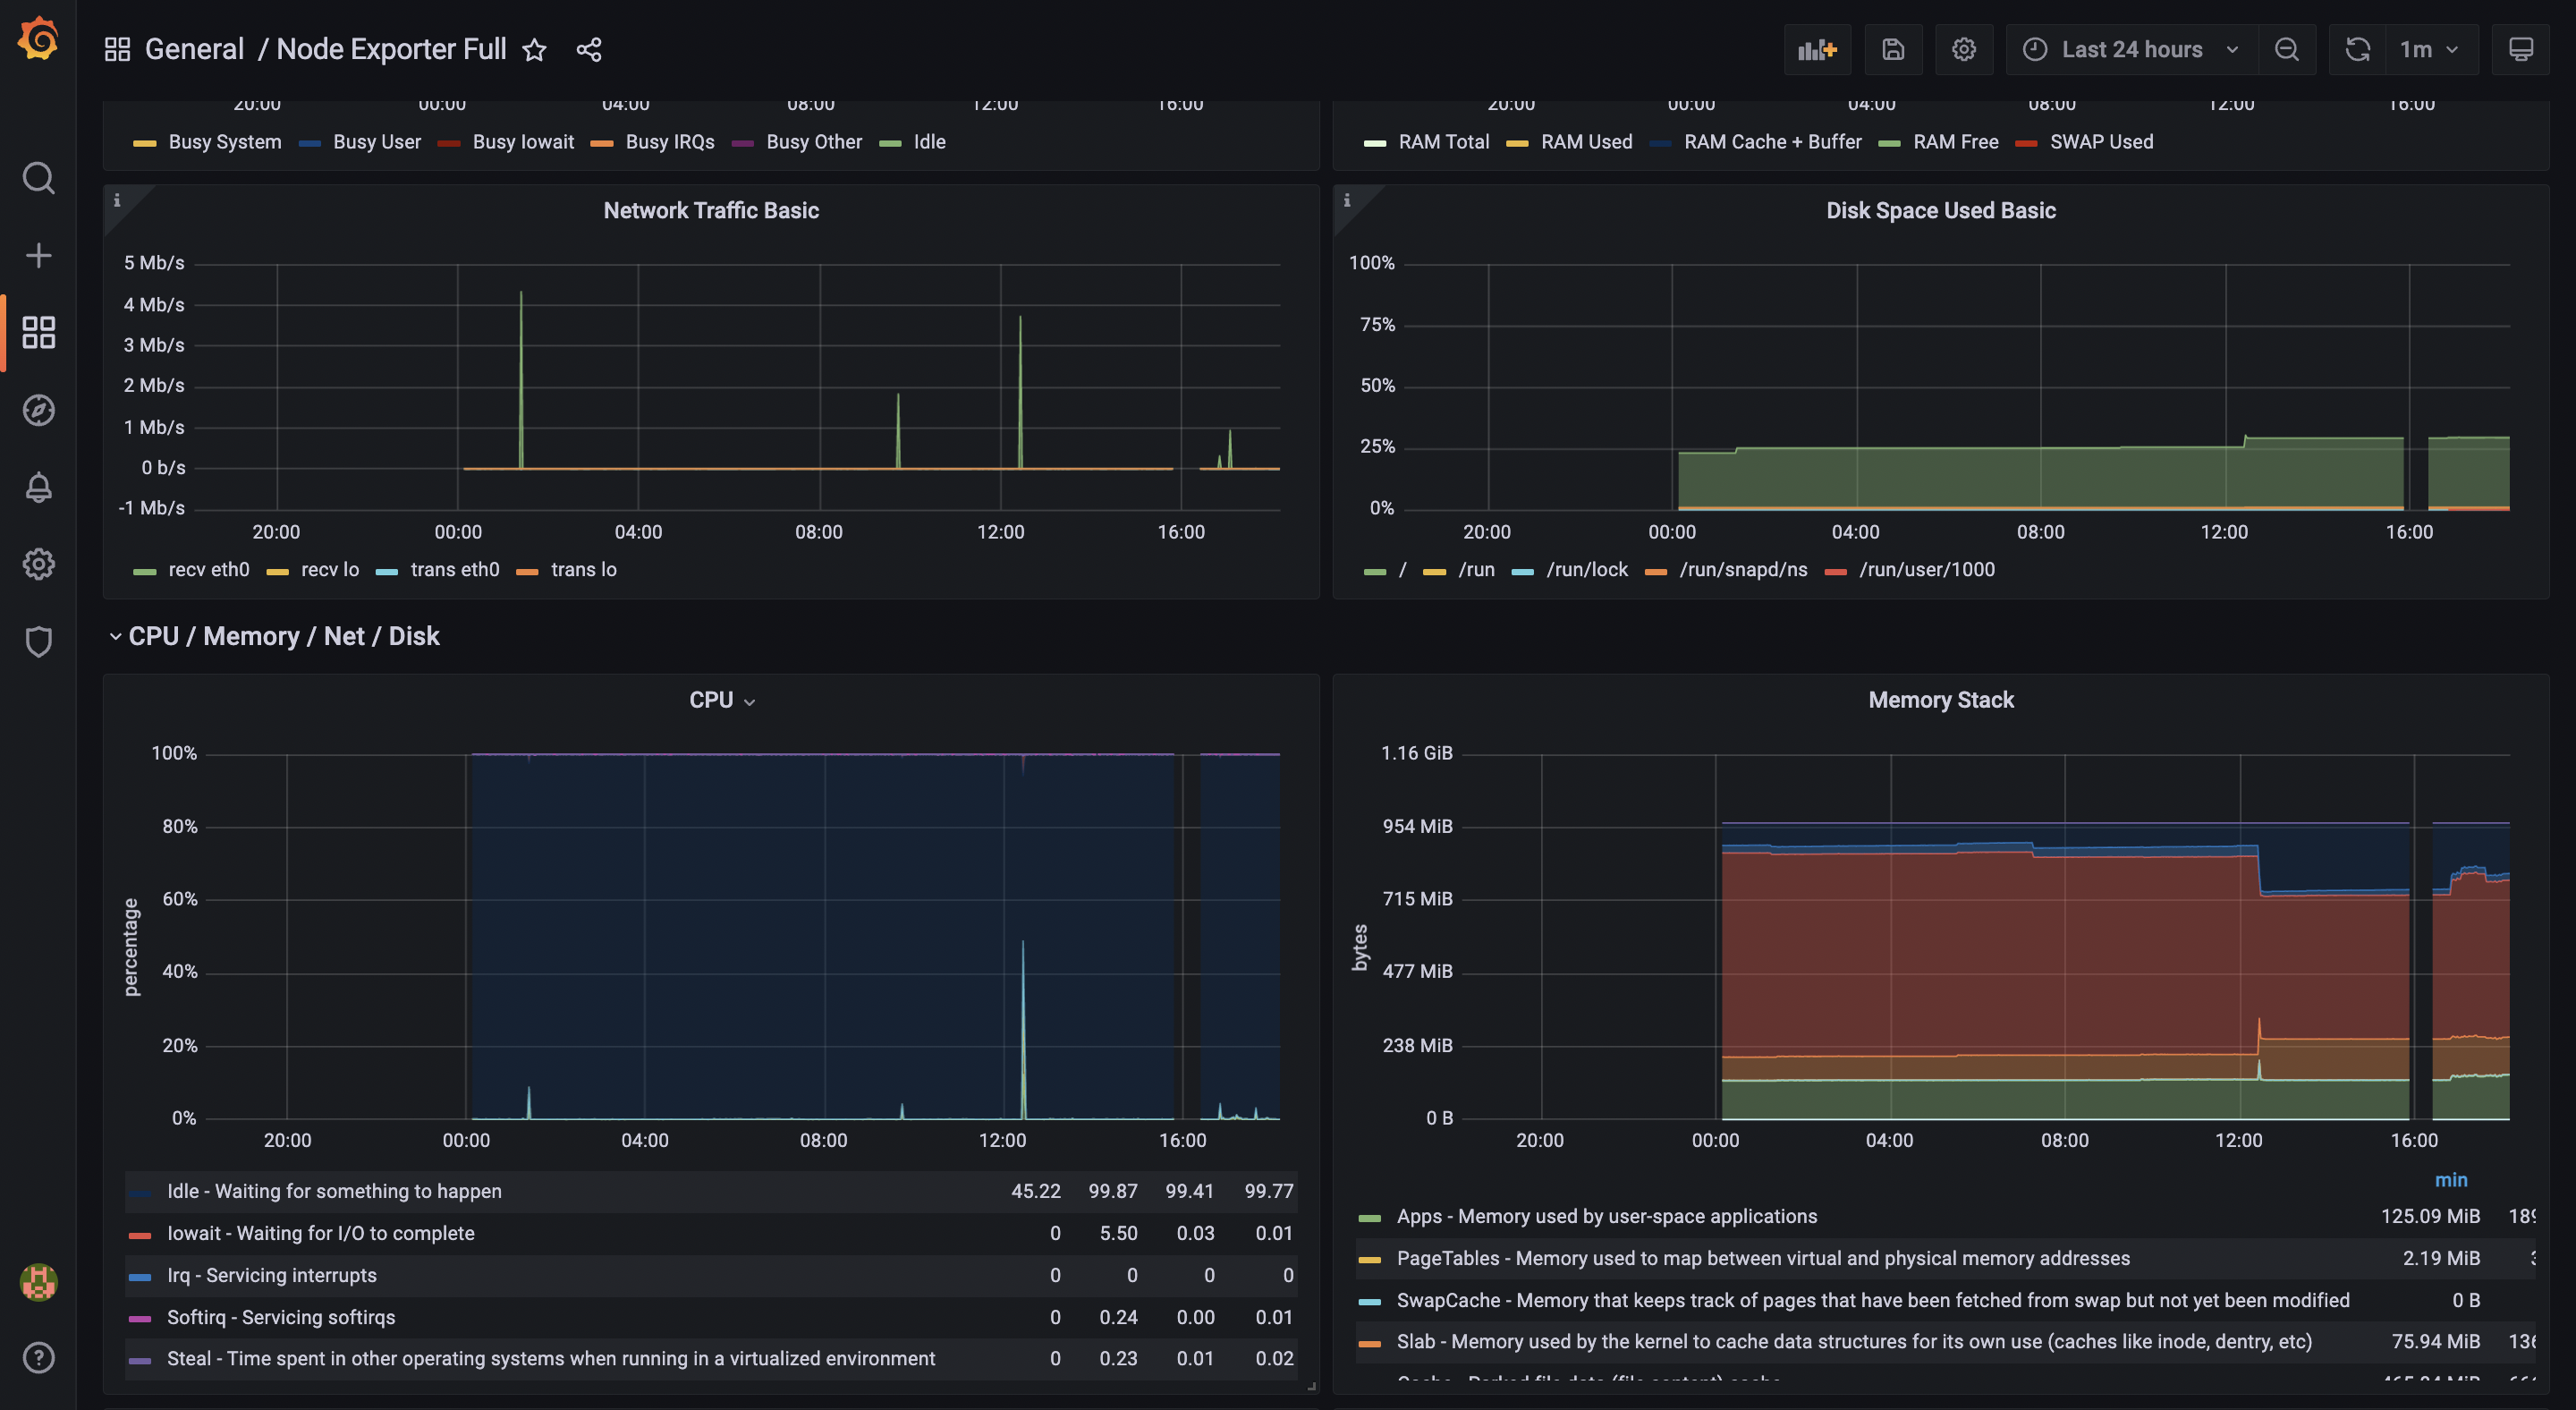 General / Node Exporter Full
Last 24 hours
1m
20:00 00:00 04:00 08:00 12:00 16:00
Busy System Busy User Busy Iowait Busy IRQs Busy Other Idle
20:00 00:00 04:00 08:00 12:00 16:00
RAM Total RAM Used RAM Cache + Buffer RAM Free SWAP Used
Network Traffic Basic
5 Mb/s
4 Mb/s
3 Mb/s
2 Mb/s
1 Mb/s
0 b/s
-1 Mb/s
20:00 00:00 04:00 08:00 12:00 16:00
recv eth0 recv lo trans eth0 trans lo
Disk Space Used Basic
100%
75%
50%
25%
0%
20:00 00:00 04:00 08:00 12:00 16:00
/ /run /run/lock /run/snapd/ns /run/user/1000
CPU / Memory / Net / Disk
CPU
percentage
100%
80%
60%
40%
20%
0%
20:00 00:00 04:00 08:00 12:00 16:00
Idle - Waiting for something to happen 45.22 99.87 99.41 99.77
Iowait - Waiting for I/O to complete 0 5.50 0.03 0.01
Irq - Servicing interrupts 0 0 0 0
Softirq - Servicing softirqs 0 0.24 0.00 0.01
Steal - Time spent in other operating systems when running in a virtualized environment 0 0.23 0.01 0.02
Memory Stack
bytes
1.16 GiB
954 MiB
715 MiB
477 MiB
238 MiB
0 B
20:00 00:00 04:00 08:00 12:00 16:00
min
Apps - Memory used by user-space applications 125.09 MiB
PageTables - Memory used to map between virtual and physical memory addresses 2.19 MiB
SwapCache - Memory that keeps track of pages that have been fetched from swap but not yet been modified 0 B
Slab - Memory used by the kernel to cache data structures for its own use (caches like inode, dentry, etc) 75.94 MiB